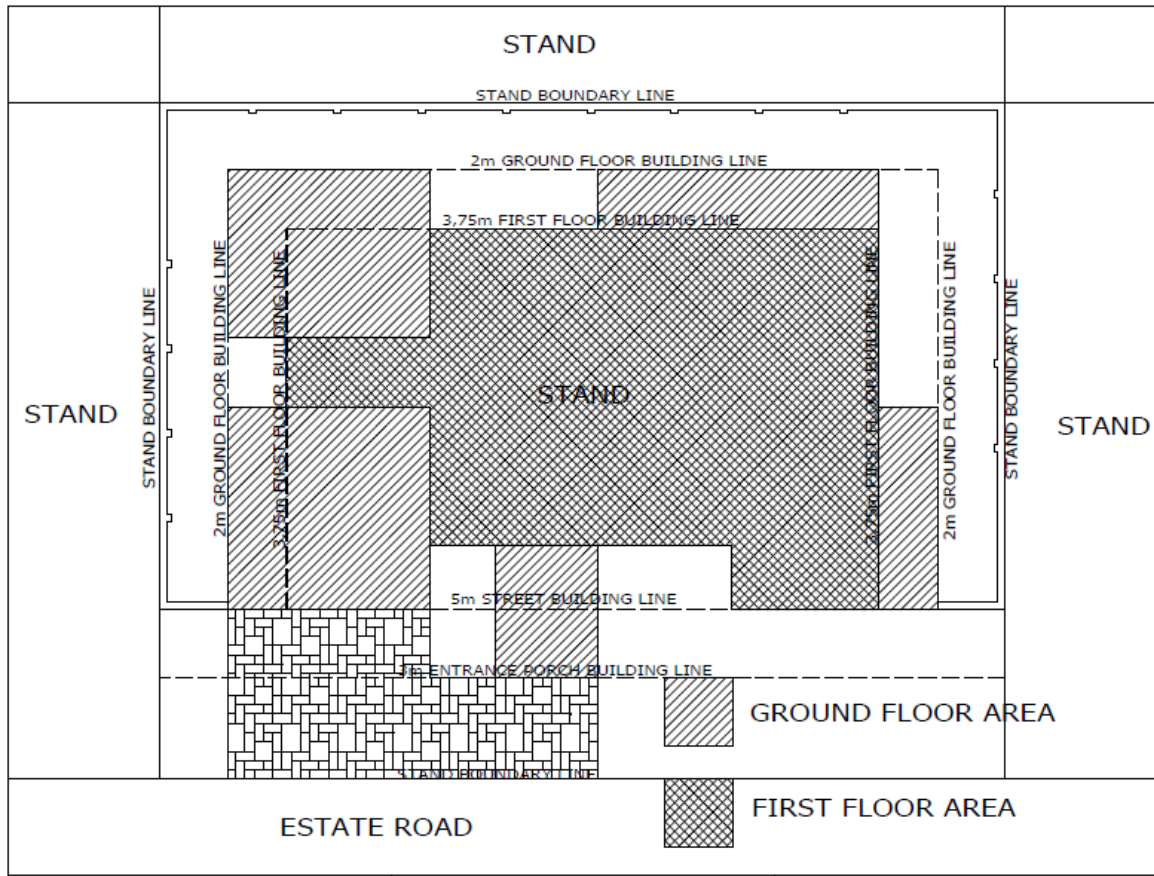 STAND
STAND BOUNDARY LINE
2m GROUND FLOOR BUILDING LINE
3,75m FIRST FLOOR BUILDING LINE
STAND BOUNDARY LINE
2m GROUND FLOOR BUILDING LINE
3,75m FIRST FLOOR BUILDING LINE
3,75m FIRST FLOOR BUILDING LINE
2m GROUND FLOOR BUILDING LINE
STAND BOUNDARY LINE
STAND
STAND
STAND
5m STREET BUILDING LINE
3m ENTRANCE PORCH BUILDING LINE
GROUND FLOOR AREA
STAND BOUNDARY LINE
FIRST FLOOR AREA
ESTATE ROAD